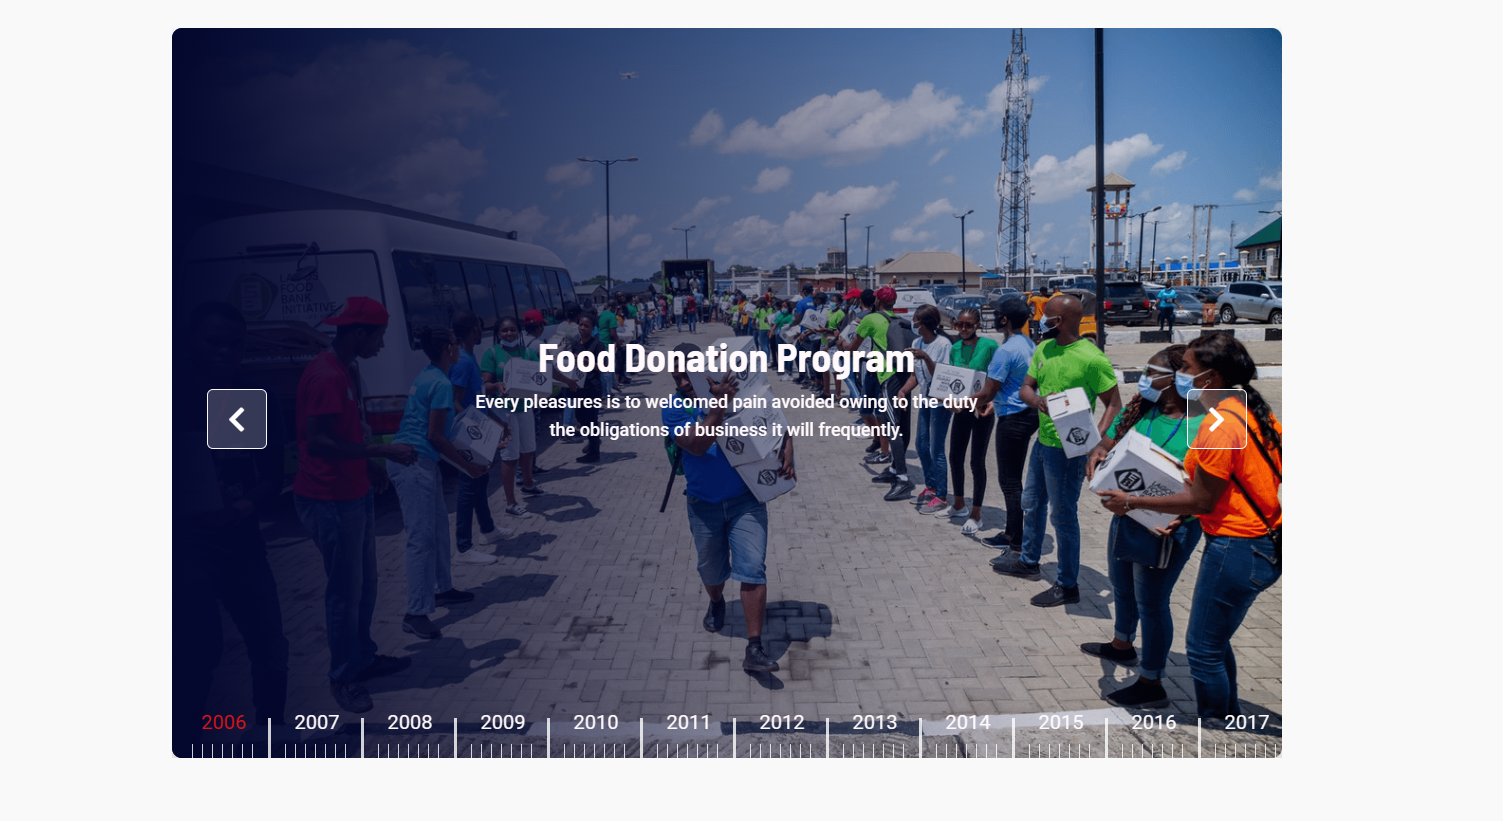 LAGOS
FOOD
BANK
INITIATIVE
Food Donation Program
Every pleasures is to welcomed pain avoided owing to the duty
the obligations of business it will frequently.
2006 2007 2008 2009 2010 2011 2012 2013 2014 2015 2016 2017